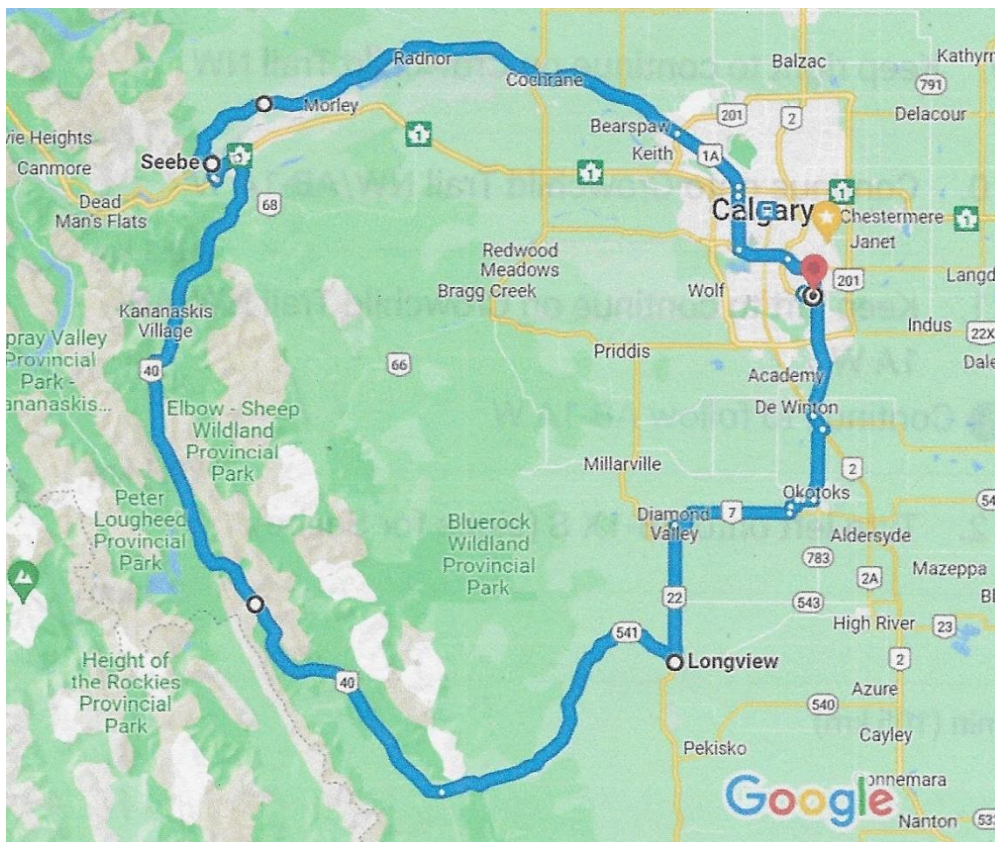 Balzac
Kathyrn
791
Radnor
Cochrane
Delacour
201
2
Morley
Bearspaw
1
Keith
1A
vie Heights
Seebe
1
Canmore
1
1
Dead
Man's Flats
68
Calgary
Chestermere
1
Janet
Redwood
Meadows
Bragg Creek
Wolf
201
Langd
Kananaskis
Village
Indus
22X
pray Valley
Provincial
Park -
ananaskis...
Priddis
66
Dale
40
Academy
Elbow - Sheep
Wildland
Provincial
Park
De Winton
Millarville
2
Okotoks
Peter
Lougheed
Provincial
Park
Diamond
Valley
7
Bluerock
Wildland
Provincial
Park
Aldersyde
783
Mazeppa
2A
22
543
High River
23
541
Longview
Height of
the Rockies
Provincial
Park
40
2
Azure
540
Cayley
Pekisko
Google
onnemara
Nanton